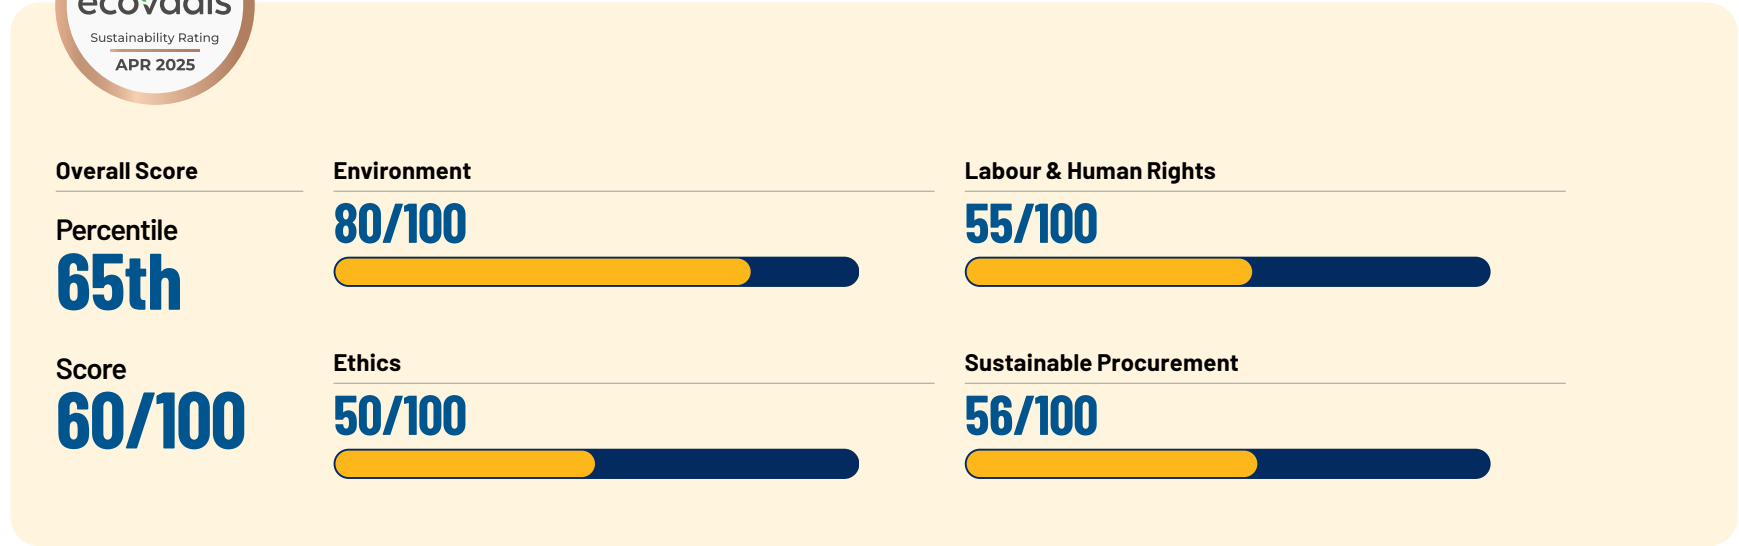 ecovadis
Sustainability Rating
APR 2025
Overall Score
Percentile
65th
Score
60/100
Environment
80/100
Labour & Human Rights
55/100
Ethics
50/100
Sustainable Procurement
56/100